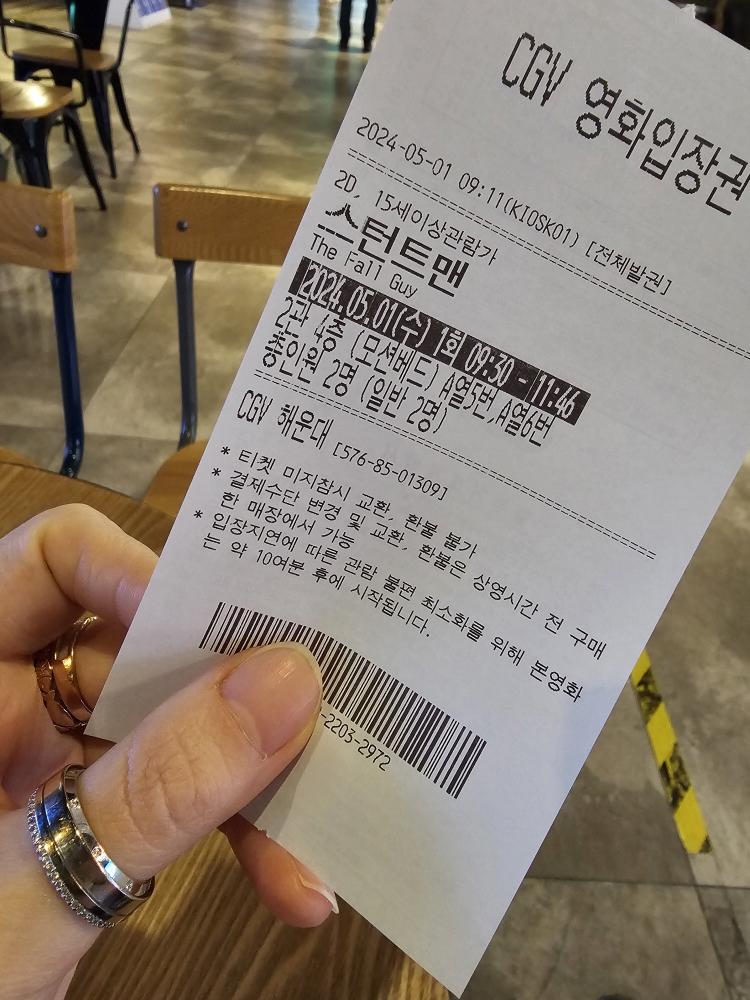 CGV 영화입장권
2024-05-01 09:11(KIOSK01) [전체발권]
2D, 15세이상관람가
스턴트맨
The Fall Guy
2024.05.01(수) 1회 09:30 - 11:46
2관 4층 (모션베드) A열5번,A열6번
총인원 2명 (일반 2명)
CGV 해운대 [576-85-01309]
* 티켓 미지참시 교환, 환불 불가
* 결제수단 변경 및 교환, 환불은 상영시간 전 구매
한 매장에서 가능
* 입장지연에 따른 관람 불편 최소화를 위해 본영화
는 약 10여분 후에 시작됩니다.
-2203-2972